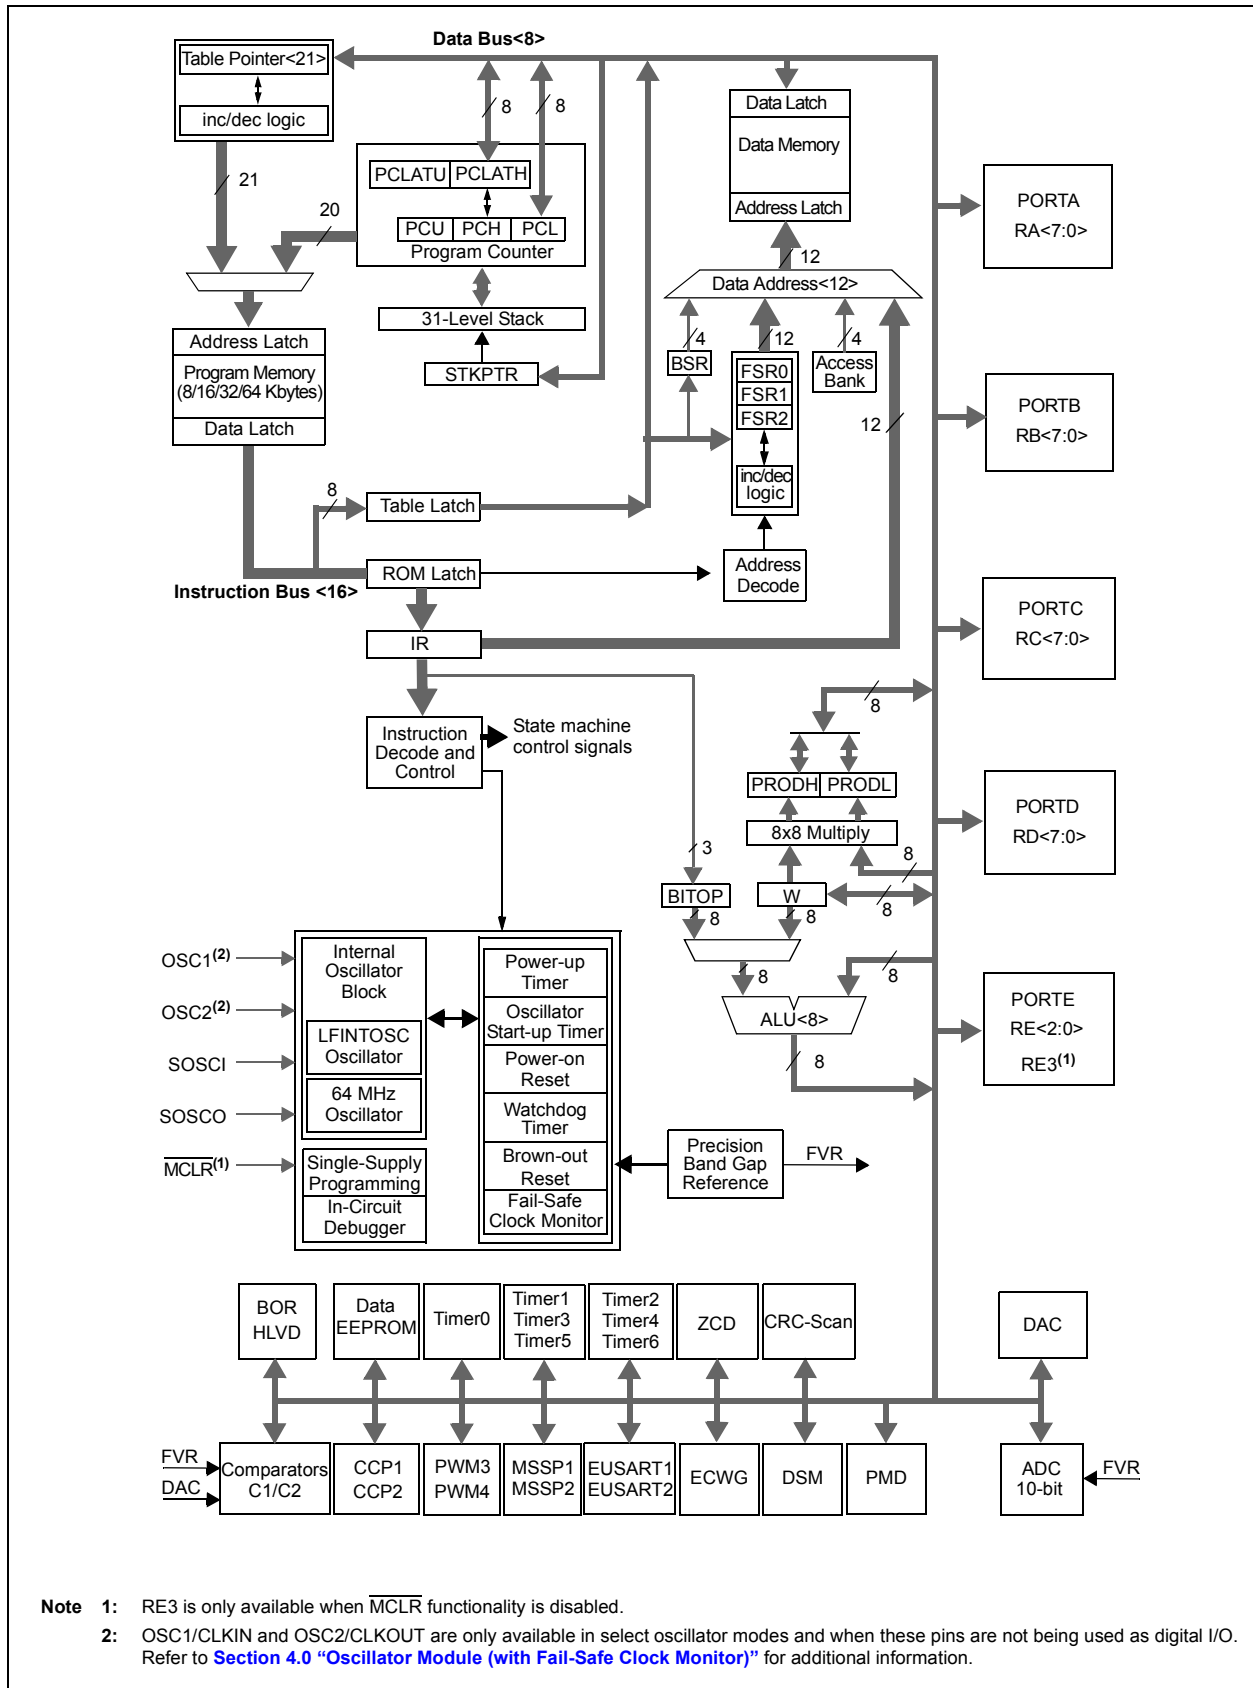 Data Bus<8>
Table Pointer<21>
inc/dec logic
21
20
8
8
PCLATU
PCLATH
PCU
PCH
PCL
Program Counter
31-Level Stack
STKPTR
Address Latch
Program Memory
(8/16/32/64 Kbytes)
Data Latch
8
Table Latch
ROM Latch
Instruction Bus <16>
IR
Instruction
Decode and
Control
State machine
control signals
Data Latch
Data Memory
Address Latch
12
Data Address<12>
4
12
4
BSR
FSR0
FSR1
FSR2
inc/dec
logic
Access
Bank
12
Address
Decode
PORTA
RA<7:0>
PORTB
RB<7:0>
PORTC
RC<7:0>
PORTD
RD<7:0>
PORTE
RE<2:0>
RE3(1)
8
PRODH
PRODL
8x8 Multiply
3
8
BITOP
W
8
8
8
8
8
ALU<8>
8
OSC1(2)
OSC2(2)
SOSCI
SOSCO
MCLR(1)
Internal
Oscillator
Block
LFINTOSC
Oscillator
64 MHz
Oscillator
Single-Supply
Programming
In-Circuit
Debugger
Power-up
Timer
Oscillator
Start-up Timer
Power-on
Reset
Watchdog
Timer
Brown-out
Reset
Fail-Safe
Clock Monitor
Precision
Band Gap
Reference
FVR
BOR
HLVD
Data
EEPROM
Timer0
Timer1
Timer3
Timer5
Timer2
Timer4
Timer6
ZCD
CRC-Scan
DAC
FVR
DAC
Comparators
C1/C2
CCP1
CCP2
PWM3
PWM4
MSSP1
MSSP2
EUSART1
EUSART2
ECWG
DSM
PMD
ADC
10-bit
FVR
Note 1: RE3 is only available when MCLR functionality is disabled.
2: OSC1/CLKIN and OSC2/CLKOUT are only available in select oscillator modes and when these pins are not being used as digital I/O.
Refer to Section 4.0 “Oscillator Module (with Fail-Safe Clock Monitor)” for additional information.